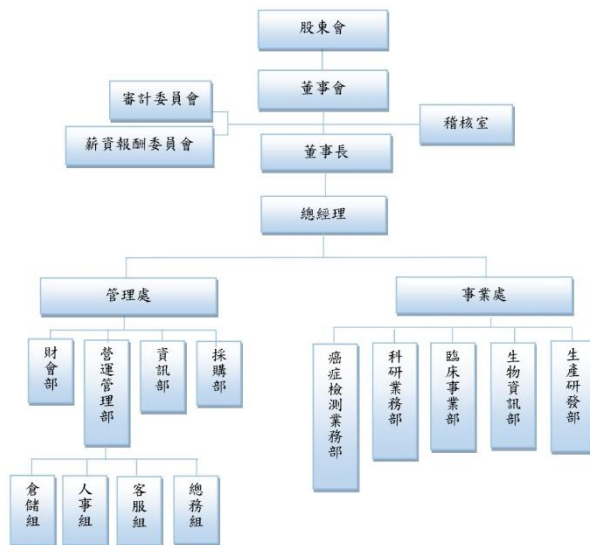 股東會
董事會
審計委員會
稽核室
薪資報酬委員會
董事長
總經理
管理處
事業處
財會部
營運管理部
資訊部
採購部
癌症檢測業務部
科研業務部
臨床事業部
生物資訊部
生產研發部
倉儲組
人事組
客服組
總務組